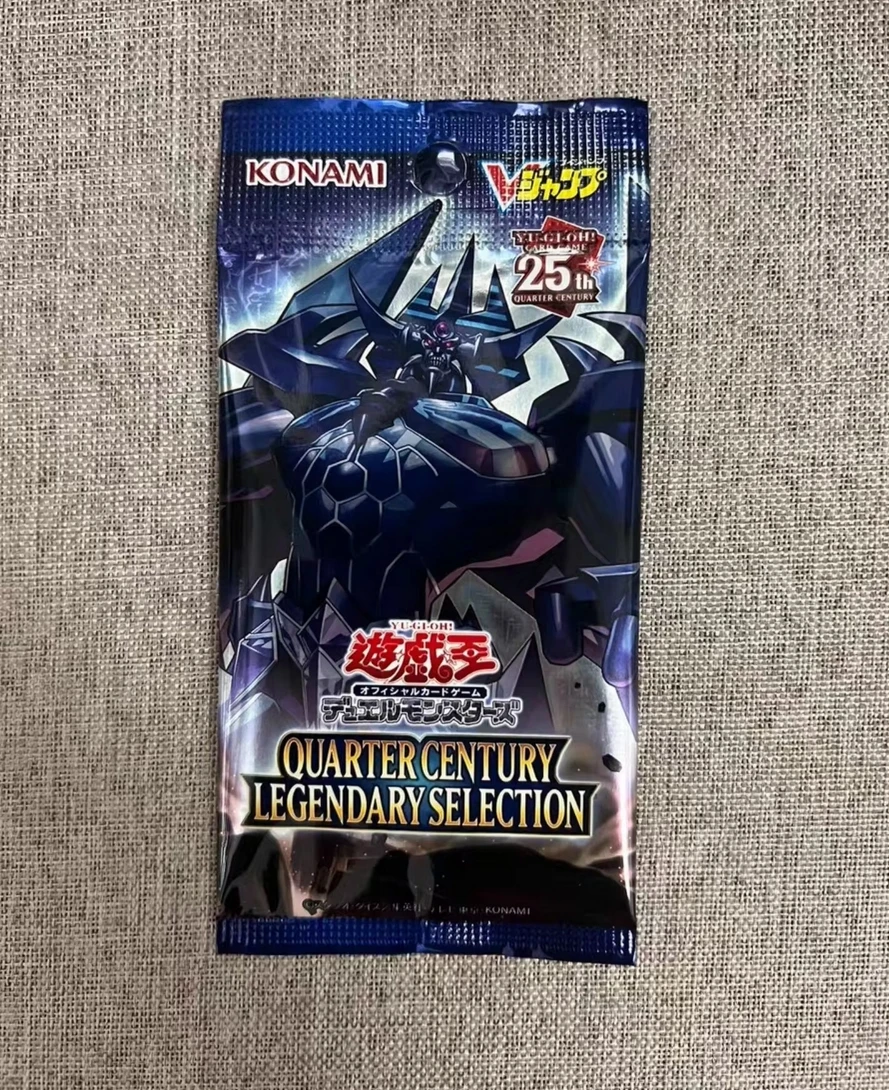 KONAMI
Vジャンプ
YU-GI-OH!
CARD GAME
25th
QUARTER CENTURY
YU-GI-OH!
遊戯王
オフィシャルカードゲーム
デュエルモンスターズ
QUARTER CENTURY
LEGENDARY SELECTION
KONAMI